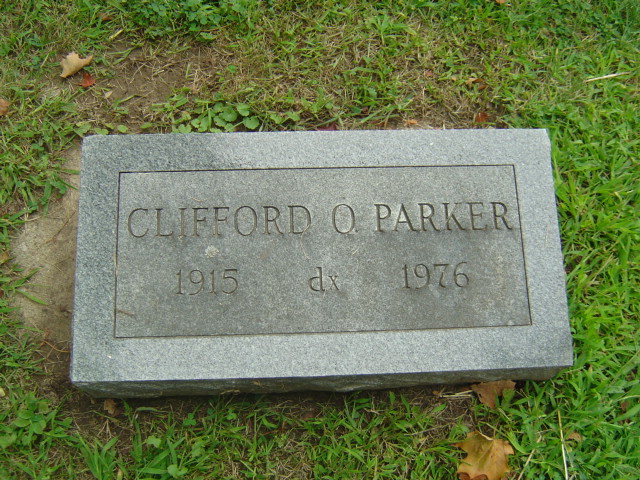 CLIFFORD O. PARKER
1915 dx 1976